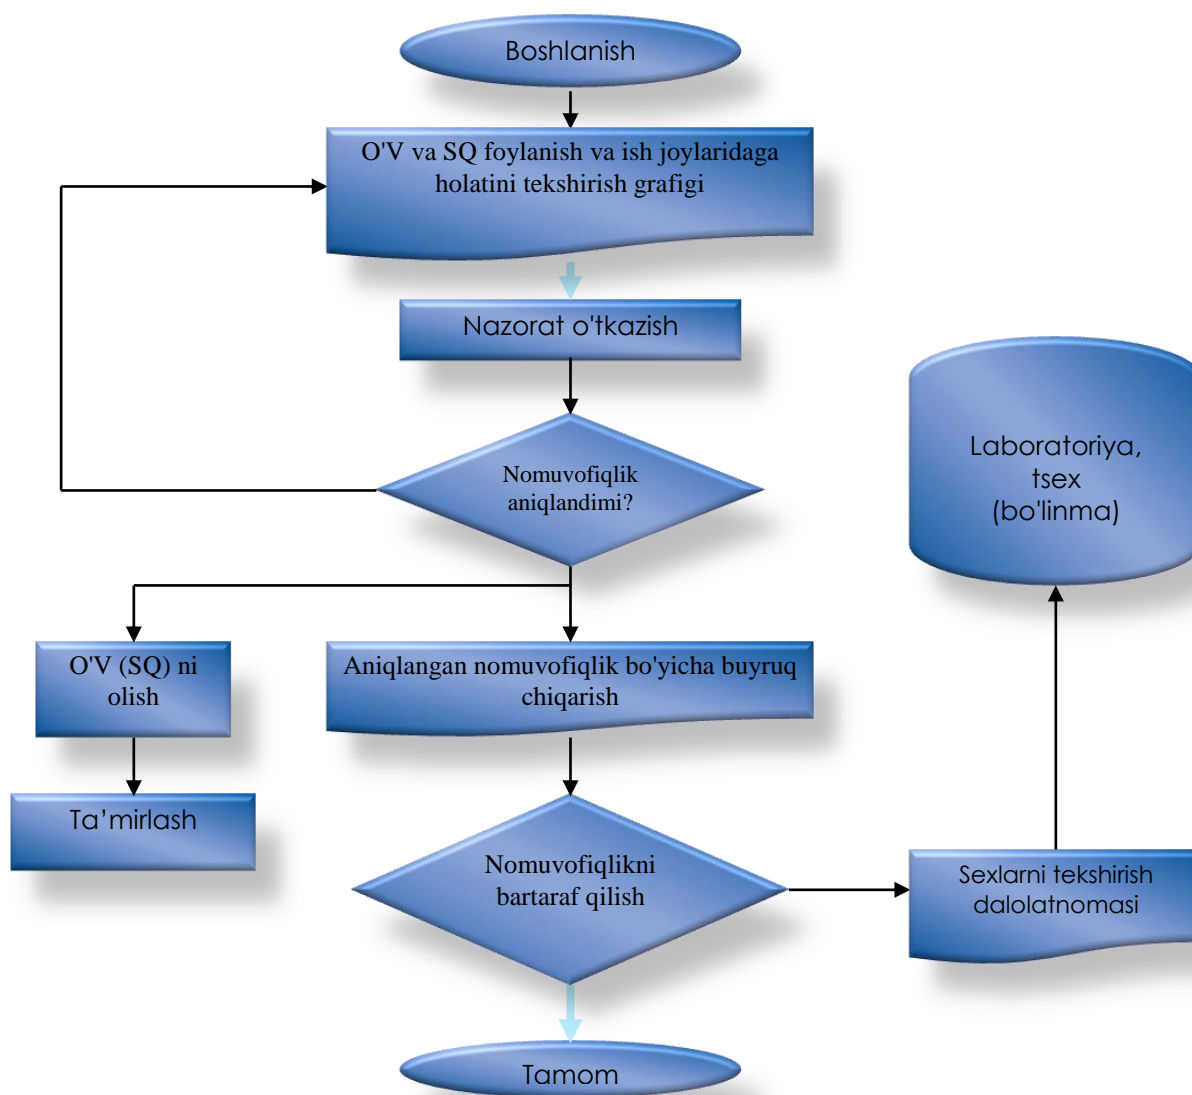 Boshlanish
O'V va SQ foylanish va ish joylaridaga
holatini tekshirish grafigi
Nazorat o'tkazish
Nomuvofiqlik
aniqlandimi?
Laboratoriya,
tsex
(bo'linma)
O'V (SQ) ni
olish
Aniqlangan nomuvofiqlik bo'yicha buyruq
chiqarish
Ta’mirlash
Nomuvofiqlikni
bartaraf qilish
Sexlarni tekshirish
dalolatnomasi
Tamom